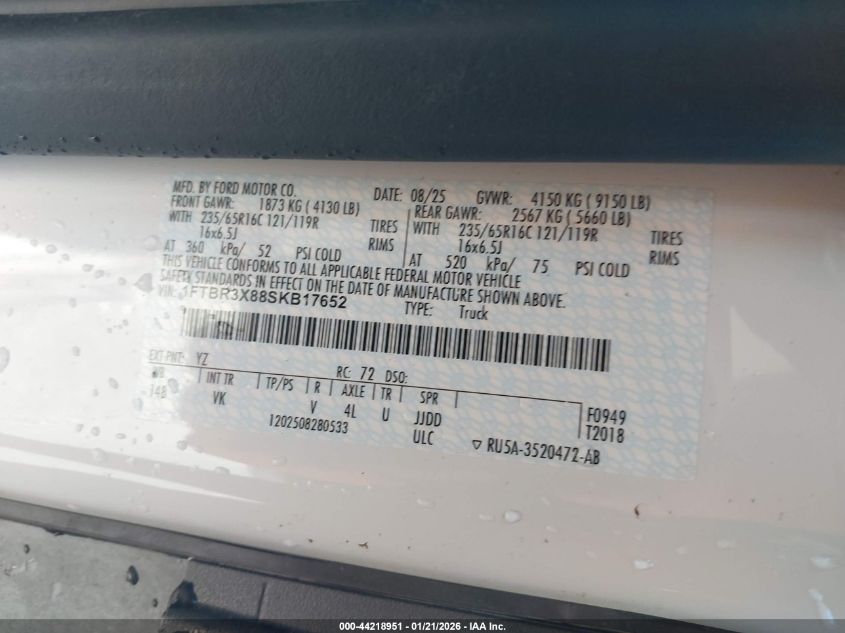 MFD. BY FORD MOTOR CO. DATE: 08/25 GVWR: 4150 KG ( 9150 LB)
FRONT GAWR: 1873 KG ( 4130 LB) REAR GAWR: 2567 KG ( 5660 LB)
WITH 235/65R16C 121/119R TIRES WITH 235/65R16C 121/119R TIRES
16x6.5J RIMS 16x6.5J RIMS
AT 360 kPa/ 52 PSI COLD AT 520 kPa/ 75 PSI COLD
THIS VEHICLE CONFORMS TO ALL APPLICABLE FEDERAL MOTOR VEHICLE
SAFETY STANDARDS IN EFFECT ON THE DATE OF MANUFACTURE SHOWN ABOVE.
VIN: 1FTBR3X88SKB17652 TYPE: Truck
EXT PNT: YZ RC: 72 DSO:
WB INT TR TP/PS R AXLE TR SPR
148 VK V 4L U JJDD F0949
1202508280533 ULC T2018
▽ RU5A-3520472-AB
000-44218951 - 01/21/2026 - IAA Inc.